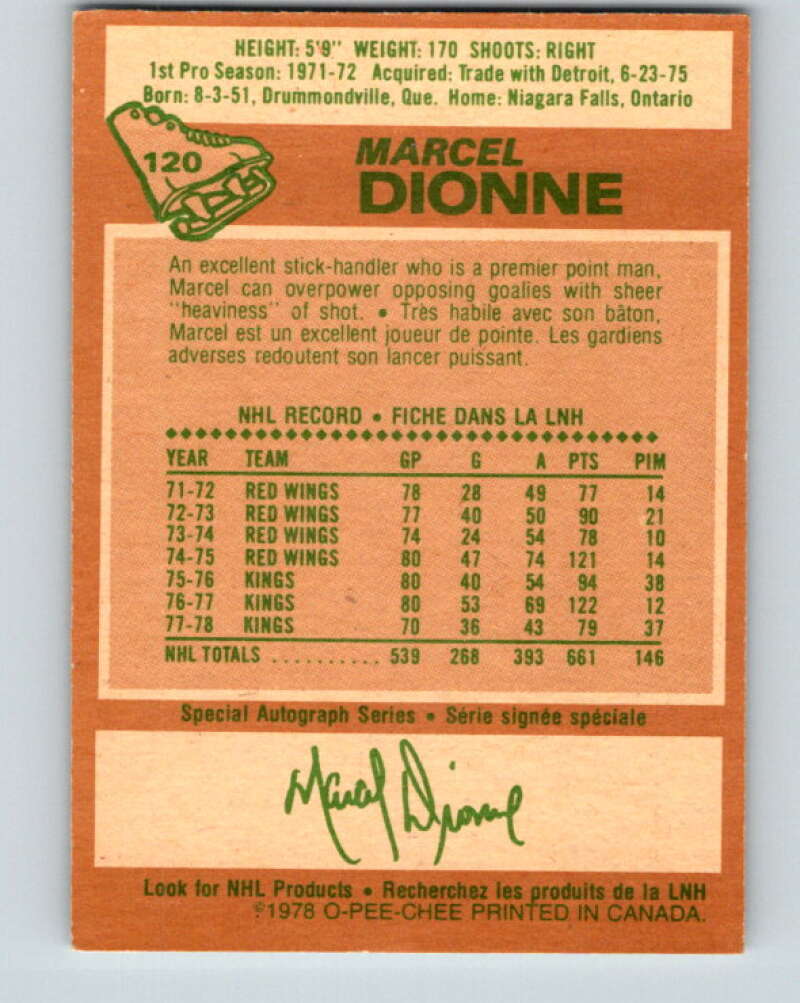 HEIGHT: 5'9" WEIGHT: 170 SHOOTS: RIGHT
1st Pro Season: 1971-72 Acquired: Trade with Detroit, 6-23-75
Born: 8-3-51, Drummondville, Que. Home: Niagara Falls, Ontario
120
MARCEL
DIONNE
An excellent stick-handler who is a premier point man,
Marcel can overpower opposing goalies with sheer
"heaviness" of shot. • Très habile avec son bâton,
Marcel est un excellent joueur de pointe. Les gardiens
adverses redoutent son lancer puissant.
NHL RECORD • FICHE DANS LA LNH
YEAR TEAM GP G A PTS PIM
71-72 RED WINGS 78 28 49 77 14
72-73 RED WINGS 77 40 50 90 21
73-74 RED WINGS 74 24 54 78 10
74-75 RED WINGS 80 47 74 121 14
75-76 KINGS 80 40 54 94 38
76-77 KINGS 80 53 69 122 12
77-78 KINGS 70 36 43 79 37
NHL TOTALS .......... 539 268 393 661 146
Special Autograph Series • Série signée spéciale
Marcel Dionne
Look for NHL Products • Recherchez les produits de la LNH
©1978 O-PEE-CHEE PRINTED IN CANADA.